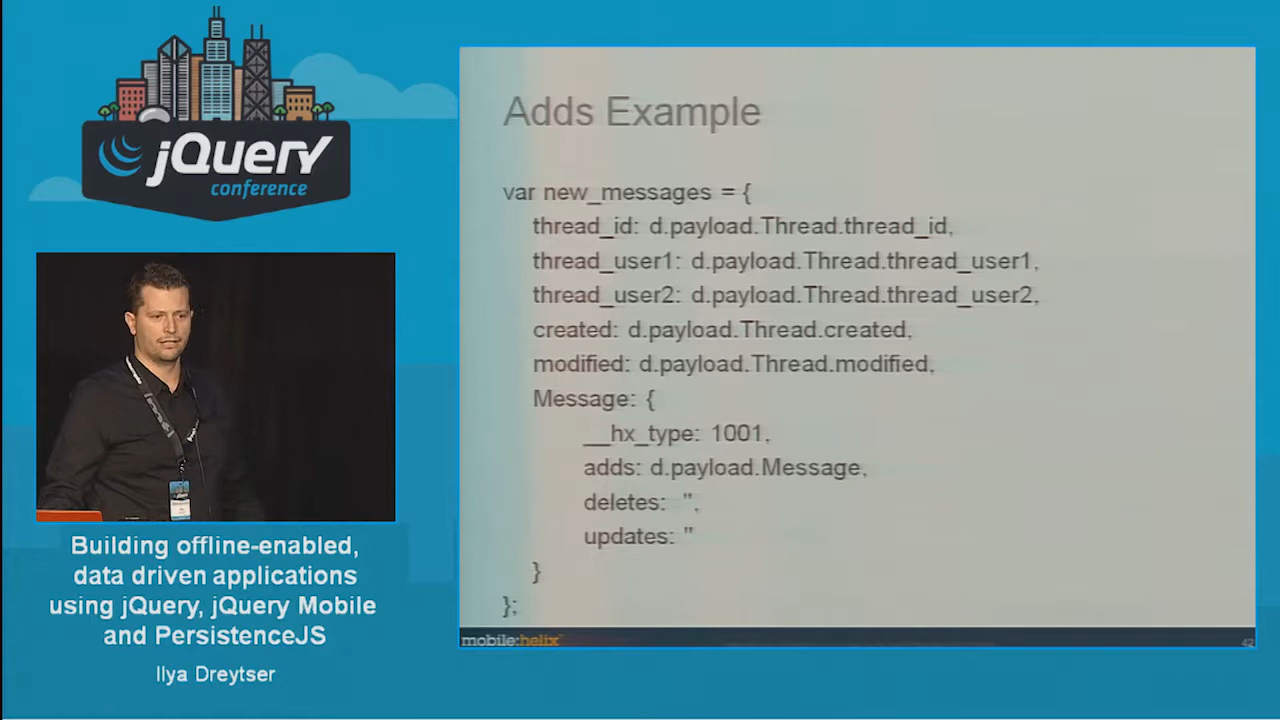 jQuery
conference
Building offline-enabled,
data driven applications
using jQuery, jQuery Mobile
and PersistenceJS
Ilya Dreytser
Adds Example
var new_messages = {
thread_id: d.payload.Thread.thread_id,
thread_user1: d.payload.Thread.thread_user1,
thread_user2: d.payload.Thread.thread_user2,
created: d.payload.Thread.created,
modified: d.payload.Thread.modified,
Message: {
__hx_type: 1001,
adds: d.payload.Message,
deletes: '',
updates: ''
}
};
mobile:helix™
42